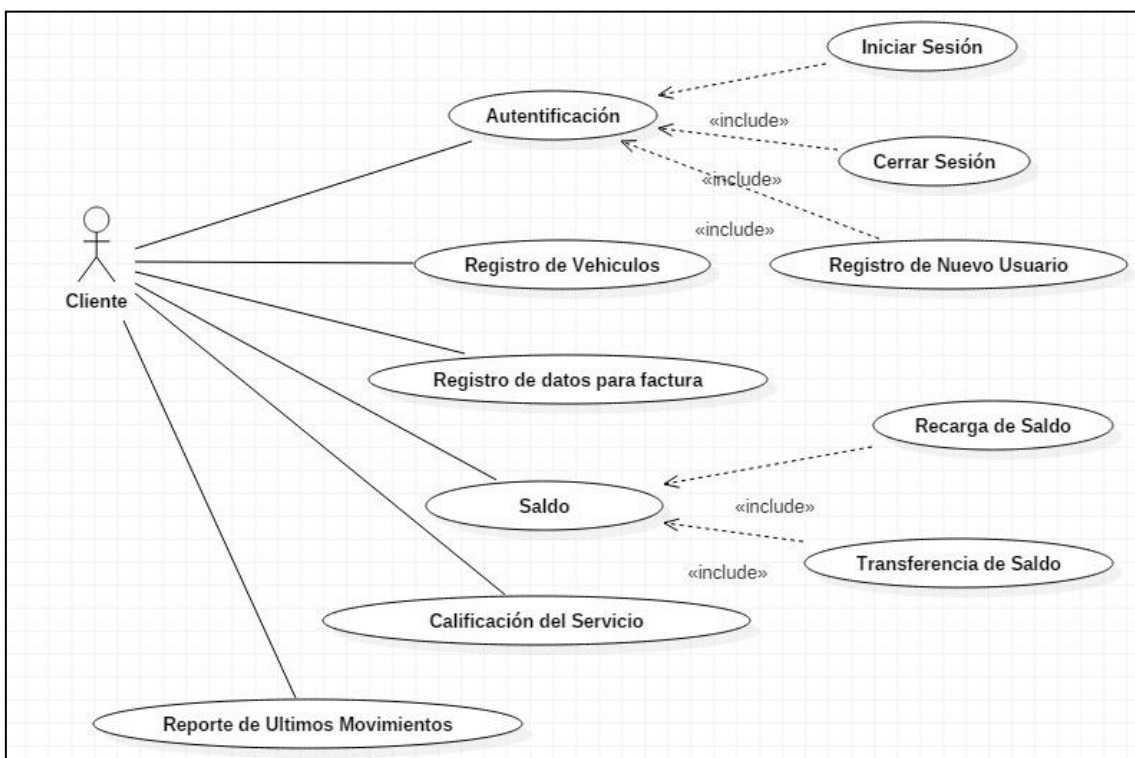 Iniciar Sesión
Autentificación
«include»
Cerrar Sesión
«include»
«include»
Registro de Vehiculos
Registro de Nuevo Usuario
Cliente
Registro de datos para factura
Recarga de Saldo
Saldo
«include»
Transferencia de Saldo
«include»
Calificación del Servicio
Reporte de Ultimos Movimientos